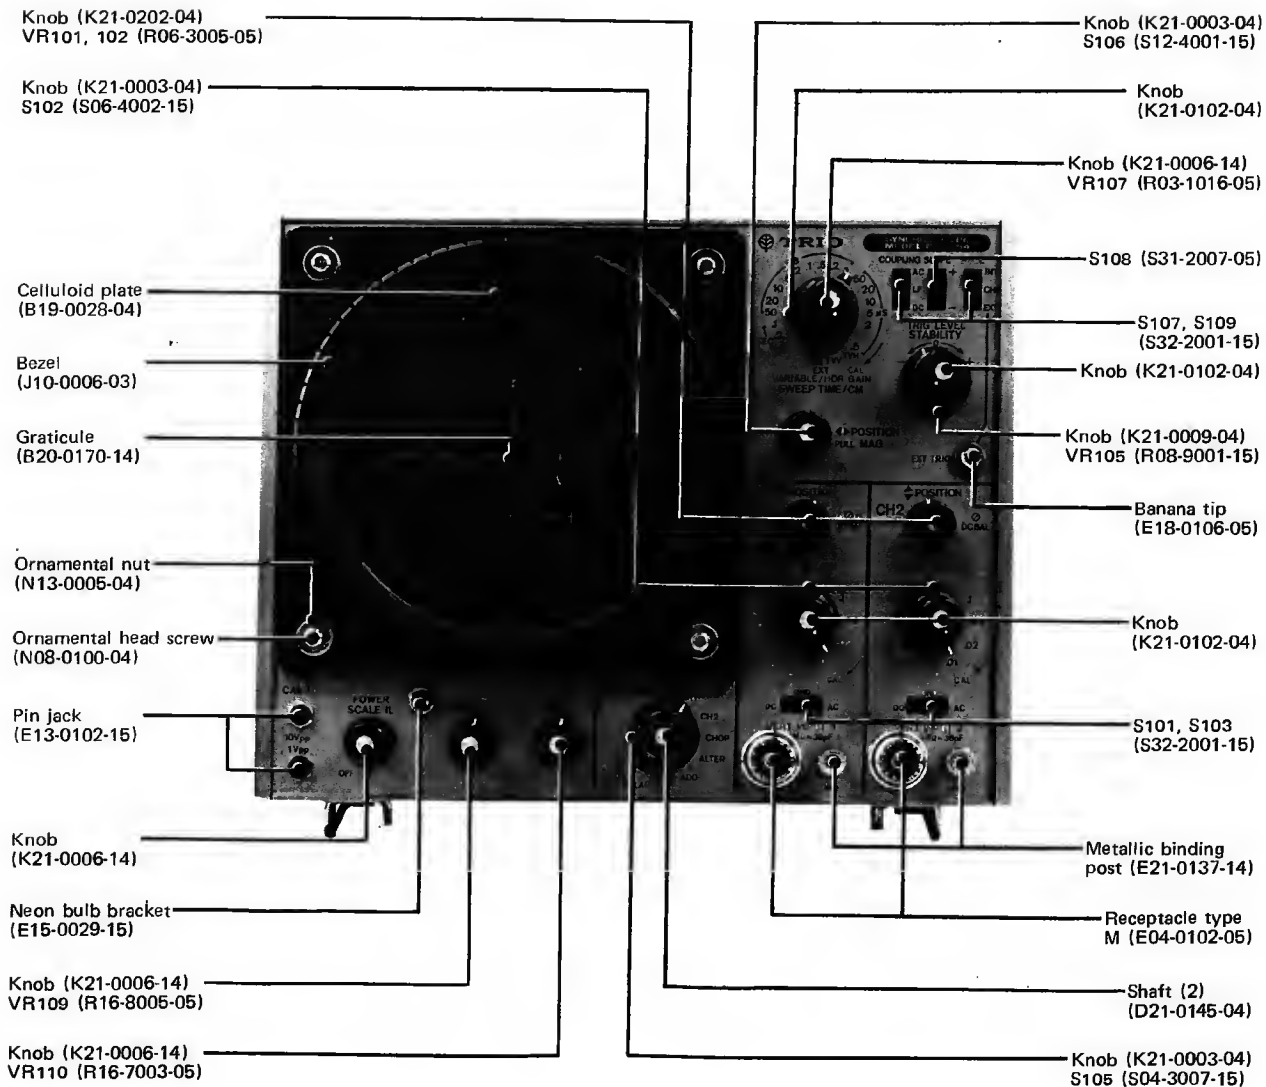 Knob (K21-0202-04)
VR101, 102 (R06-3005-05)
Knob (K21-0003-04)
S102 (S06-4002-15)
Celluloid plate
(B19-0028-04)
Bezel
(J10-0006-03)
Graticule
(B20-0170-14)
Ornamental nut
(N13-0005-04)
Ornamental head screw
(N08-0100-04)
Pin jack
(E13-0102-15)
Knob
(K21-0006-14)
Neon bulb bracket
(E15-0029-15)
Knob (K21-0006-14)
VR109 (R16-8005-05)
Knob (K21-0006-14)
VR110 (R16-7003-05)
Knob (K21-0003-04)
S106 (S12-4001-15)
Knob
(K21-0102-04)
Knob (K21-0006-14)
VR107 (R03-1016-05)
S108 (S31-2007-05)
S107, S109
(S32-2001-15)
Knob (K21-0102-04)
Knob (K21-0009-04)
VR105 (R08-9001-15)
Banana tip
(E18-0106-05)
Knob
(K21-0102-04)
S101, S103
(S32-2001-15)
Metallic binding
post (E21-0137-14)
Receptacle type
M (E04-0102-05)
Shaft (2)
(D21-0145-04)
Knob (K21-0003-04)
S105 (S04-3007-15)
TRIO
COUPLING
AC
TRIG LEVEL
STABILITY
EXT CAL
VARIABLE/HOR GAIN
SWEEP TIME/CM
◀▶POSITION
PULL MAG
EXT TRIG
POSITION
CH2
DC BAL
POWER
SCALE IL
OFF
10Vpp
1Vpp
CH2
CHOP
ALTER
ADD
CAL
DC AC
AC